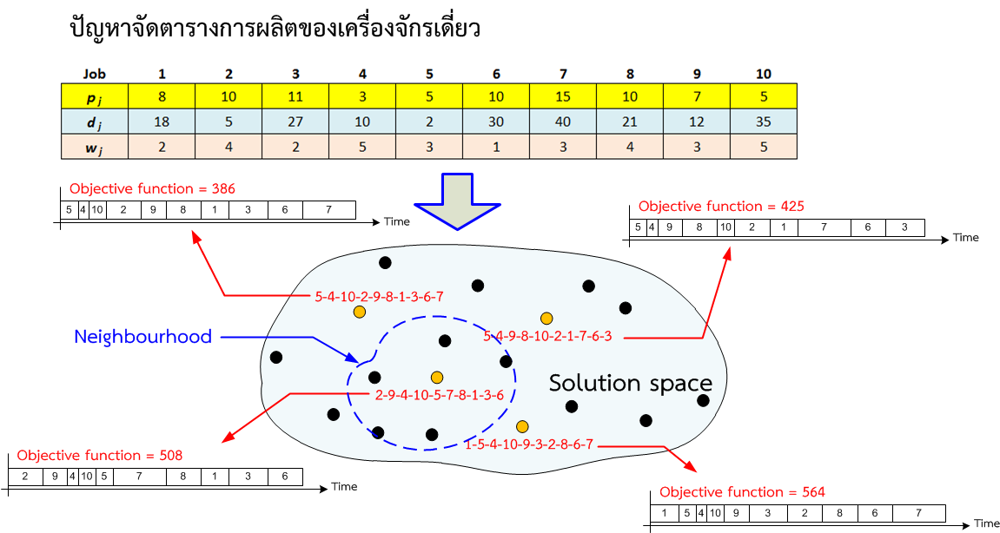 ปัญหาจัดตารางการผลิตของเครื่องจักรเดี่ยว
Job 1 2 3 4 5 6 7 8 9 10
p j 8 10 11 3 5 10 15 10 7 5
d j 18 5 27 10 2 30 40 21 12 35
w j 2 4 2 5 3 1 3 4 3 5
Objective function = 386
5 4 10 2 9 8 1 3 6 7
Time
Objective function = 425
5 4 9 8 10 2 1 7 6 3
Time
5-4-10-2-9-8-1-3-6-7
Neighbourhood
5-4-9-8-10-2-1-7-6-3
Solution space
2-9-4-10-5-7-8-1-3-6
1-5-4-10-9-3-2-8-6-7
Objective function = 508
2 9 4 10 5 7 8 1 3 6
Time
Objective function = 564
1 5 4 10 9 3 2 8 6 7
Time